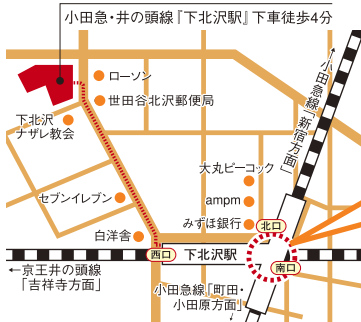 小田急・井の頭線『下北沢駅』下車徒歩4分
ローソン
世田谷北沢郵便局
下北沢
ナザレ教会
小田急線「新宿方面」→
大丸ピーコック
セブンイレブン
ampm
みずほ銀行
北口
白洋舎
西口
下北沢駅
南口
←京王井の頭線
「吉祥寺方面」
小田急線「町田・
小田原方面」